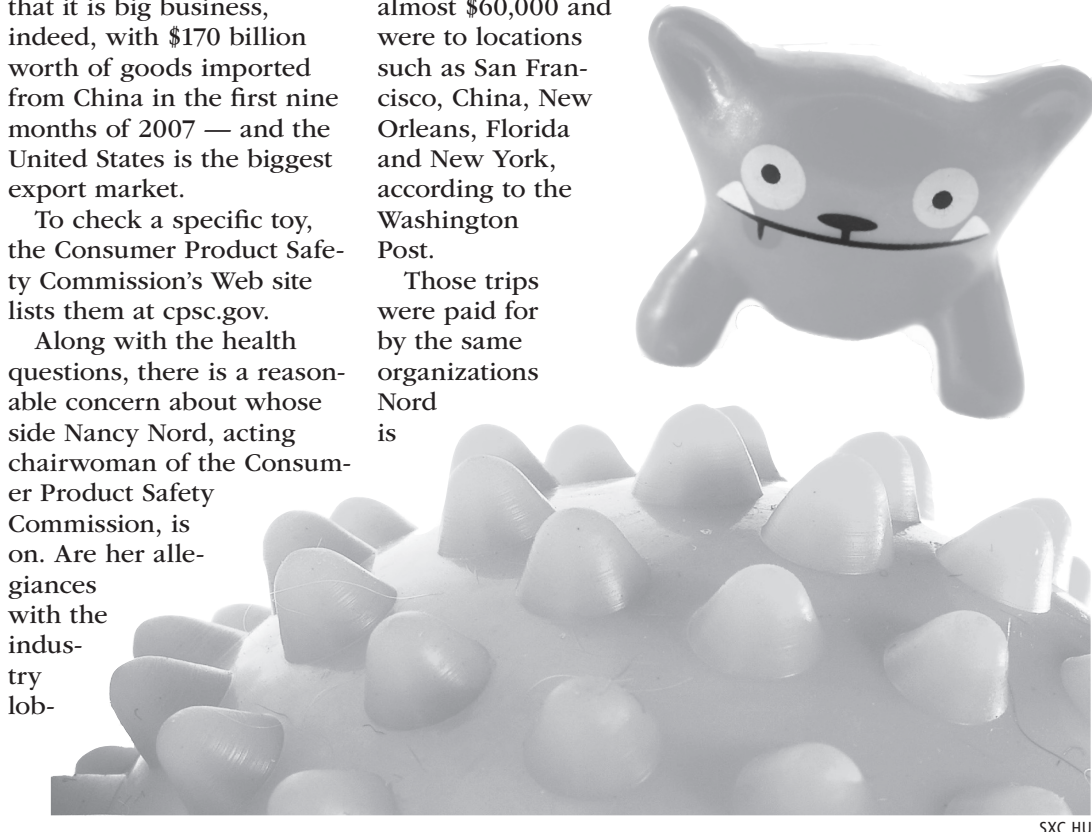 that it is big business,
indeed, with $170 billion
worth of goods imported
from China in the first nine
months of 2007 — and the
United States is the biggest
export market.
To check a specific toy,
the Consumer Product Safe-
ty Commission's Web site
lists them at cpsc.gov.
Along with the health
questions, there is a reason-
able concern about whose
side Nancy Nord, acting
chairwoman of the Consum-
er Product Safety
Commission, is
on. Are her alle-
giances
with the
indus-
try
lob-
almost $60,000 and
were to locations
such as San Fran-
cisco, China, New
Orleans, Florida
and New York,
according to the
Washington
Post.
Those trips
were paid for
by the same
organizations
Nord
is
SXC.HU